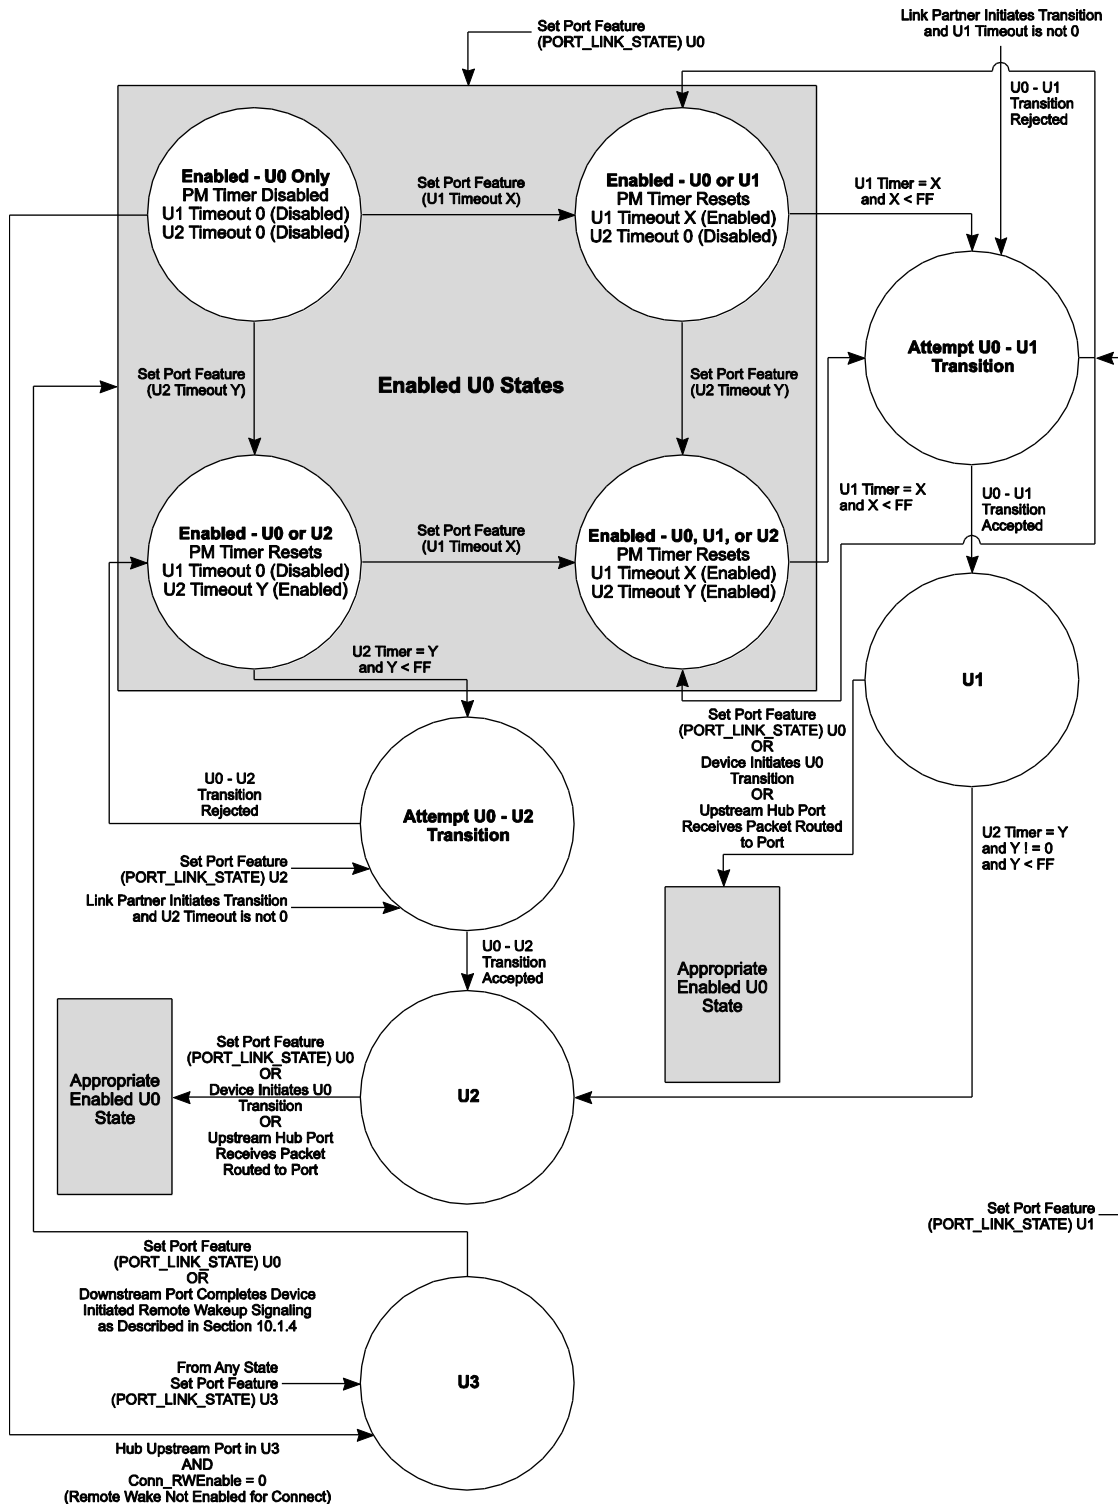 Set Port Feature
(PORT_LINK_STATE) U0
Link Partner Initiates Transition
and U1 Timeout is not 0
U0 - U1
Transition
Rejected
Enabled - U0 Only
PM Timer Disabled
U1 Timeout 0 (Disabled)
U2 Timeout 0 (Disabled)
Set Port Feature
(U1 Timeout X)
Enabled - U0 or U1
PM Timer Resets
U1 Timeout X (Enabled)
U2 Timeout 0 (Disabled)
U1 Timer = X
and X < FF
Attempt U0 - U1
Transition
Set Port Feature
(U2 Timeout Y)
Enabled U0 States
Set Port Feature
(U2 Timeout Y)
U1 Timer = X
and X < FF
U0 - U1
Transition
Accepted
Enabled - U0 or U2
PM Timer Resets
U1 Timeout 0 (Disabled)
U2 Timeout Y (Enabled)
Set Port Feature
(U1 Timeout X)
Enabled - U0, U1, or U2
PM Timer Resets
U1 Timeout X (Enabled)
U2 Timeout Y (Enabled)
U2 Timer = Y
and Y < FF
U1
Set Port Feature
(PORT_LINK_STATE) U0
OR
Device Initiates U0
Transition
OR
Upstream Hub Port
Receives Packet Routed
to Port
U0 - U2
Transition
Rejected
Attempt U0 - U2
Transition
U2 Timer = Y
and Y ! = 0
and Y < FF
Set Port Feature
(PORT_LINK_STATE) U2
Link Partner Initiates Transition
and U2 Timeout is not 0
U0 - U2
Transition
Accepted
Appropriate
Enabled U0
State
Appropriate
Enabled U0
State
Set Port Feature
(PORT_LINK_STATE) U0
OR
Device Initiates U0
Transition
OR
Upstream Hub Port
Receives Packet
Routed to Port
U2
Set Port Feature
(PORT_LINK_STATE) U1
Set Port Feature
(PORT_LINK_STATE) U0
OR
Downstream Port Completes Device
Initiated Remote Wakeup Signaling
as Described in Section 10.1.4
From Any State
Set Port Feature
(PORT_LINK_STATE) U3
U3
Hub Upstream Port in U3
AND
Conn_RWEnable = 0
(Remote Wake Not Enabled for Connect)